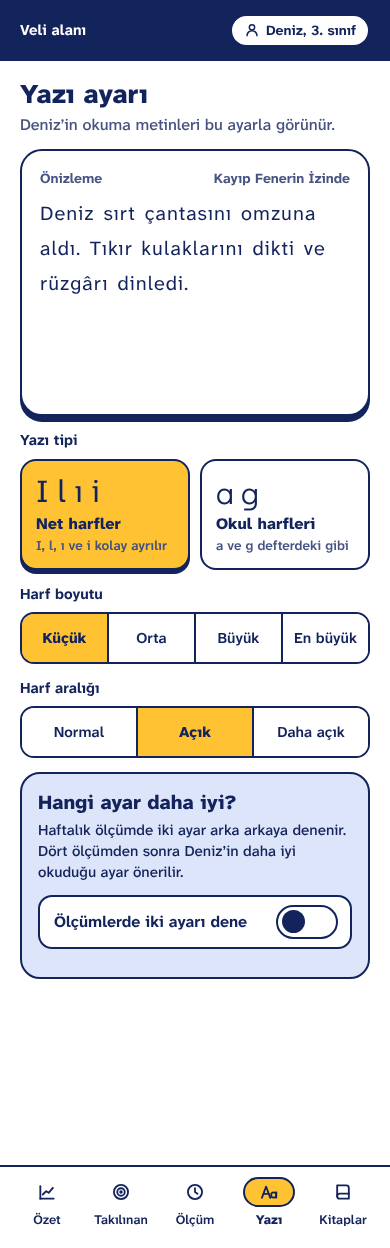 Veli alanı
Deniz, 3. sınıf
Yazı ayarı
Deniz’in okuma metinleri bu ayarla görünür.
Önizleme
Kayıp Fenerin İzinde
Deniz sırt çantasını omzuna
aldı. Tıkır kulaklarını dikti ve
rüzgârı dinledi.
Yazı tipi
I l ı i
Net harfler
I, l, ı ve i kolay ayrılır
a g
Okul harfleri
a ve g defterdeki gibi
Harf boyutu
Küçük
Orta
Büyük
En büyük
Harf aralığı
Normal
Açık
Daha açık
Hangi ayar daha iyi?
Haftalık ölçümde iki ayar arka arkaya denenir.
Dört ölçümden sonra Deniz’in daha iyi
okuduğu ayar önerilir.
Ölçümlerde iki ayarı dene
Aa
Özet
Takılınan
Ölçüm
Yazı
Kitaplar